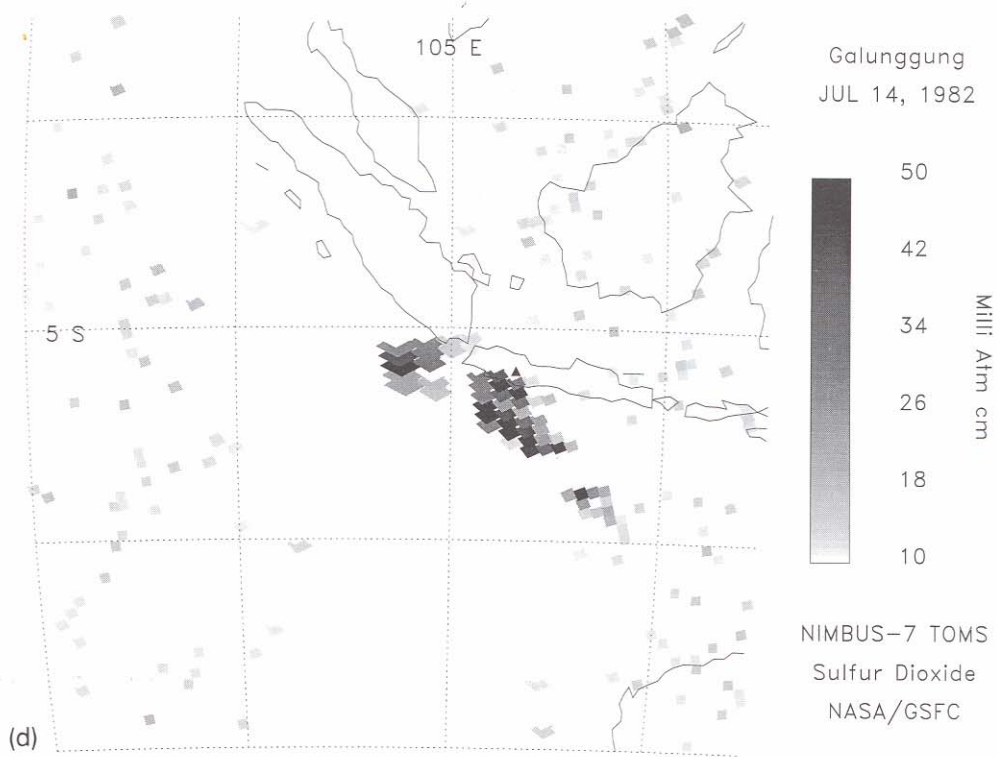 105 E
Galunggung
JUL 14, 1982
5 S
50
42
34
26
18
10
Milli Atm cm
NIMBUS-7 TOMS
Sulfur Dioxide
NASA/GSFC
(d)